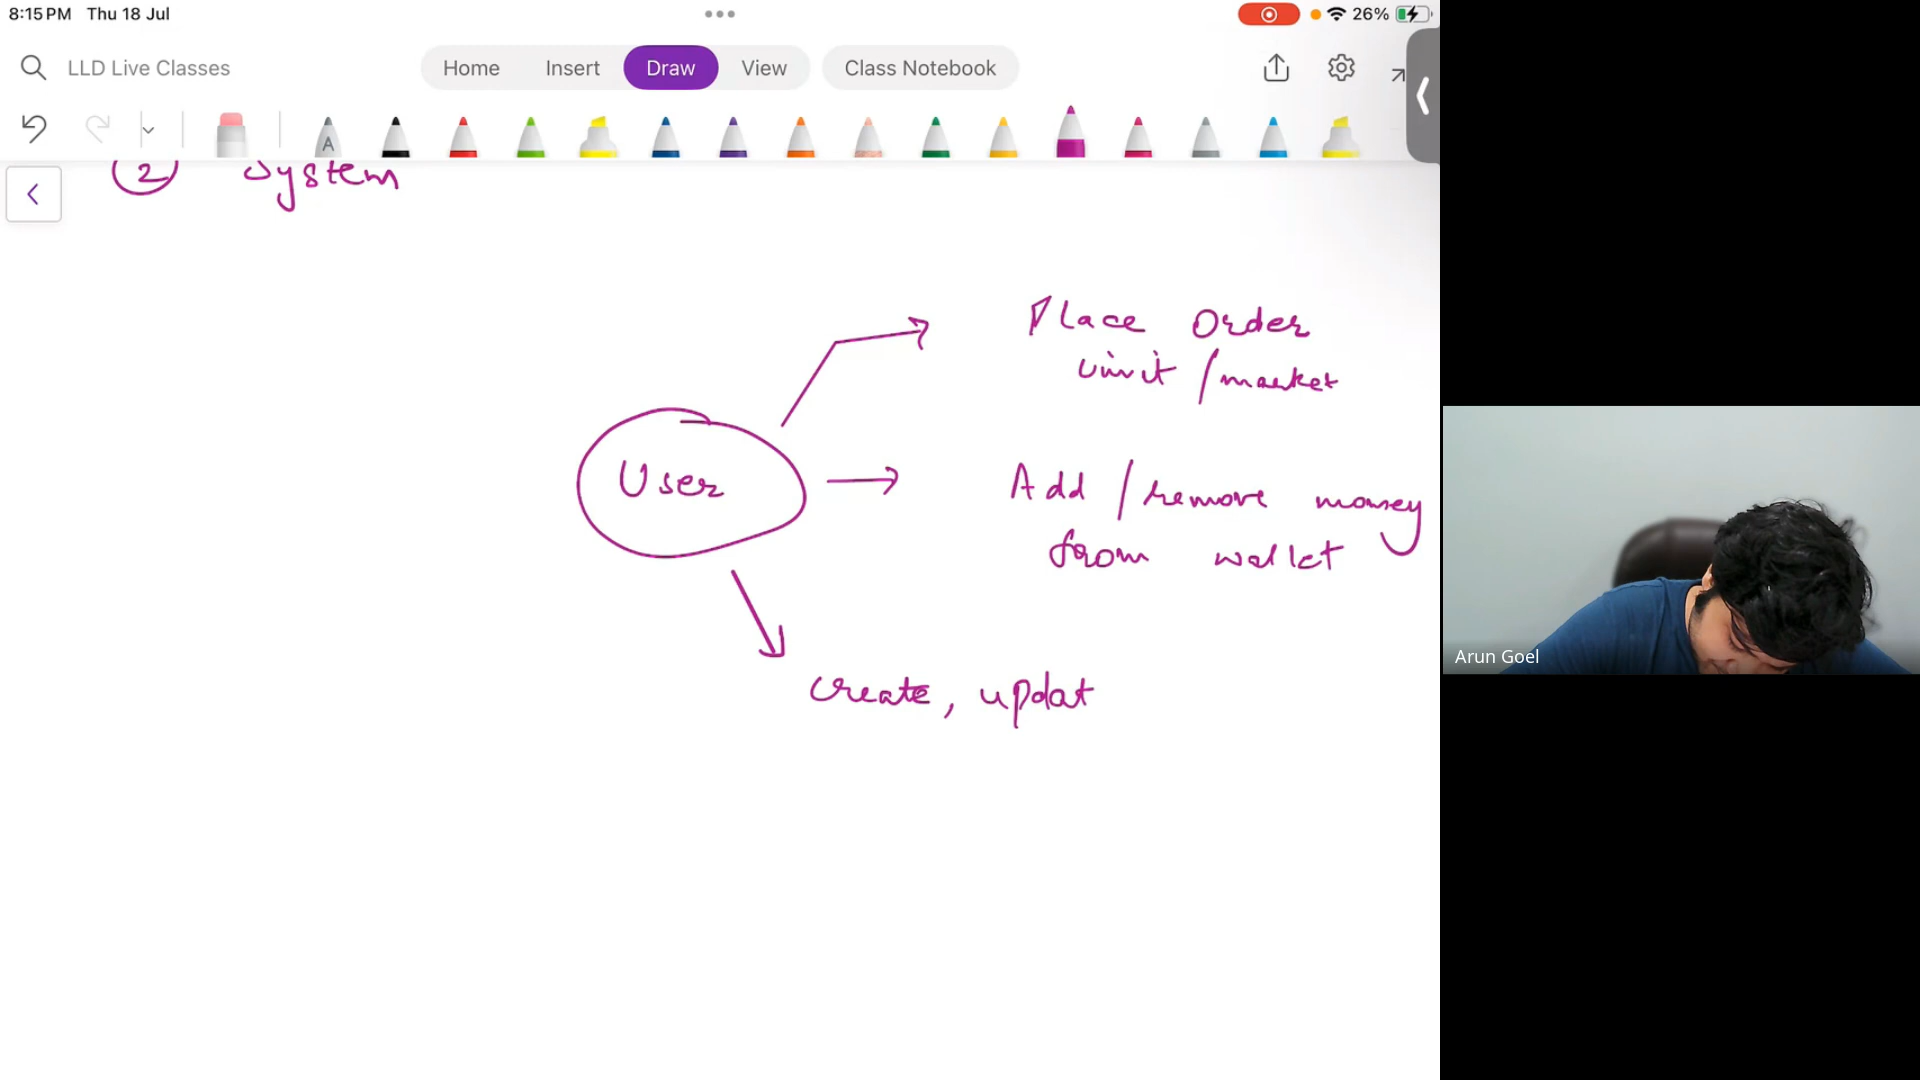 8:15 PM Thu 18 Jul
26%
LLD Live Classes
Home Insert Draw View Class Notebook
A
2 System
Place Order
limit / market
User
Add / remove money
from wallet
create, updat
Arun Goel